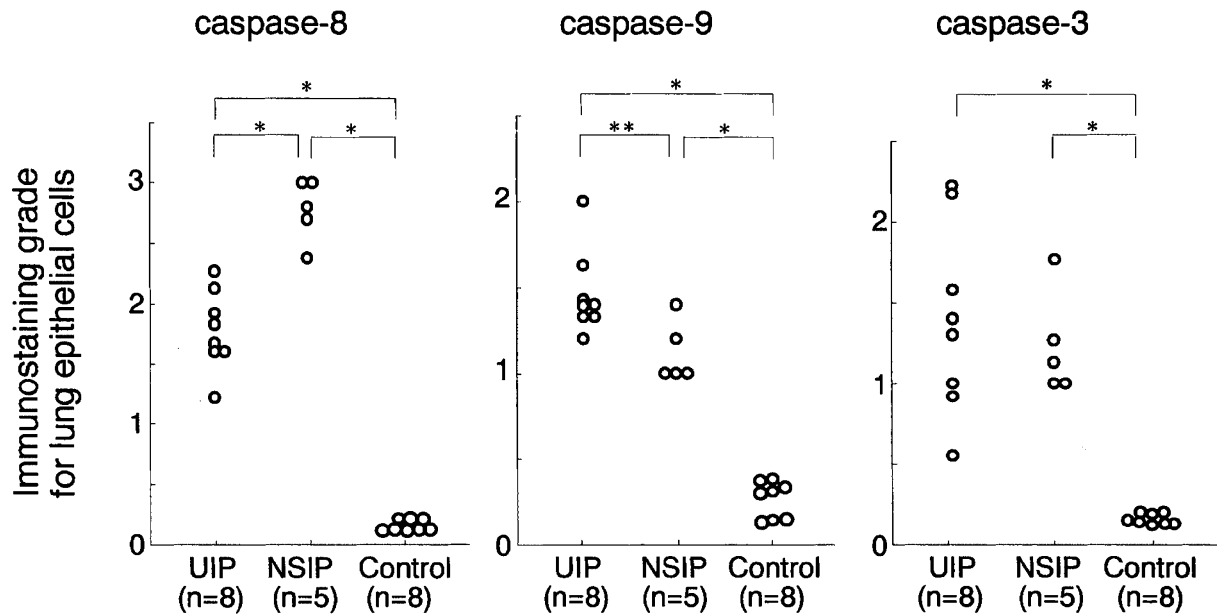 caspase-8
caspase-9
caspase-3
Immunostaining grade
for lung epithelial cells
*
*
*
3
2
1
0
UIP
(n=8)
NSIP
(n=5)
Control
(n=8)
*
**
*
2
1
0
UIP
(n=8)
NSIP
(n=5)
Control
(n=8)
*
*
2
1
0
UIP
(n=8)
NSIP
(n=5)
Control
(n=8)